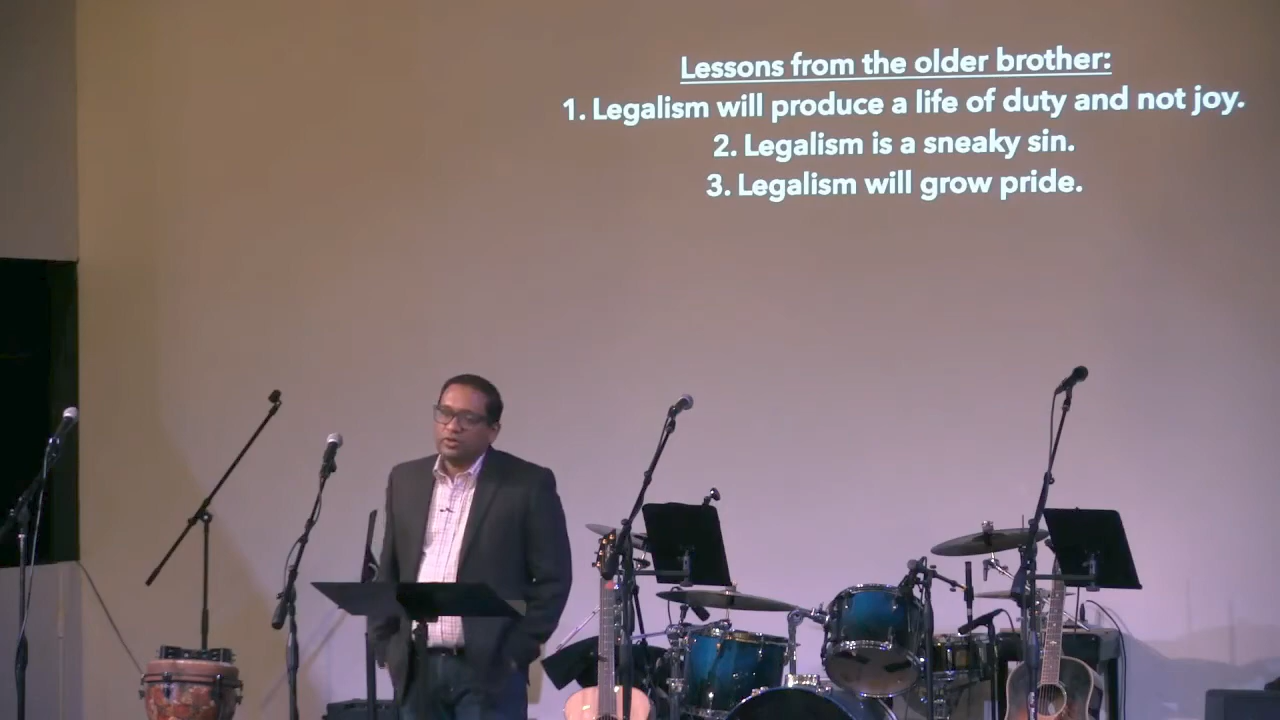 Lessons from the older brother:
1. Legalism will produce a life of duty and not joy.
2. Legalism is a sneaky sin.
3. Legalism will grow pride.